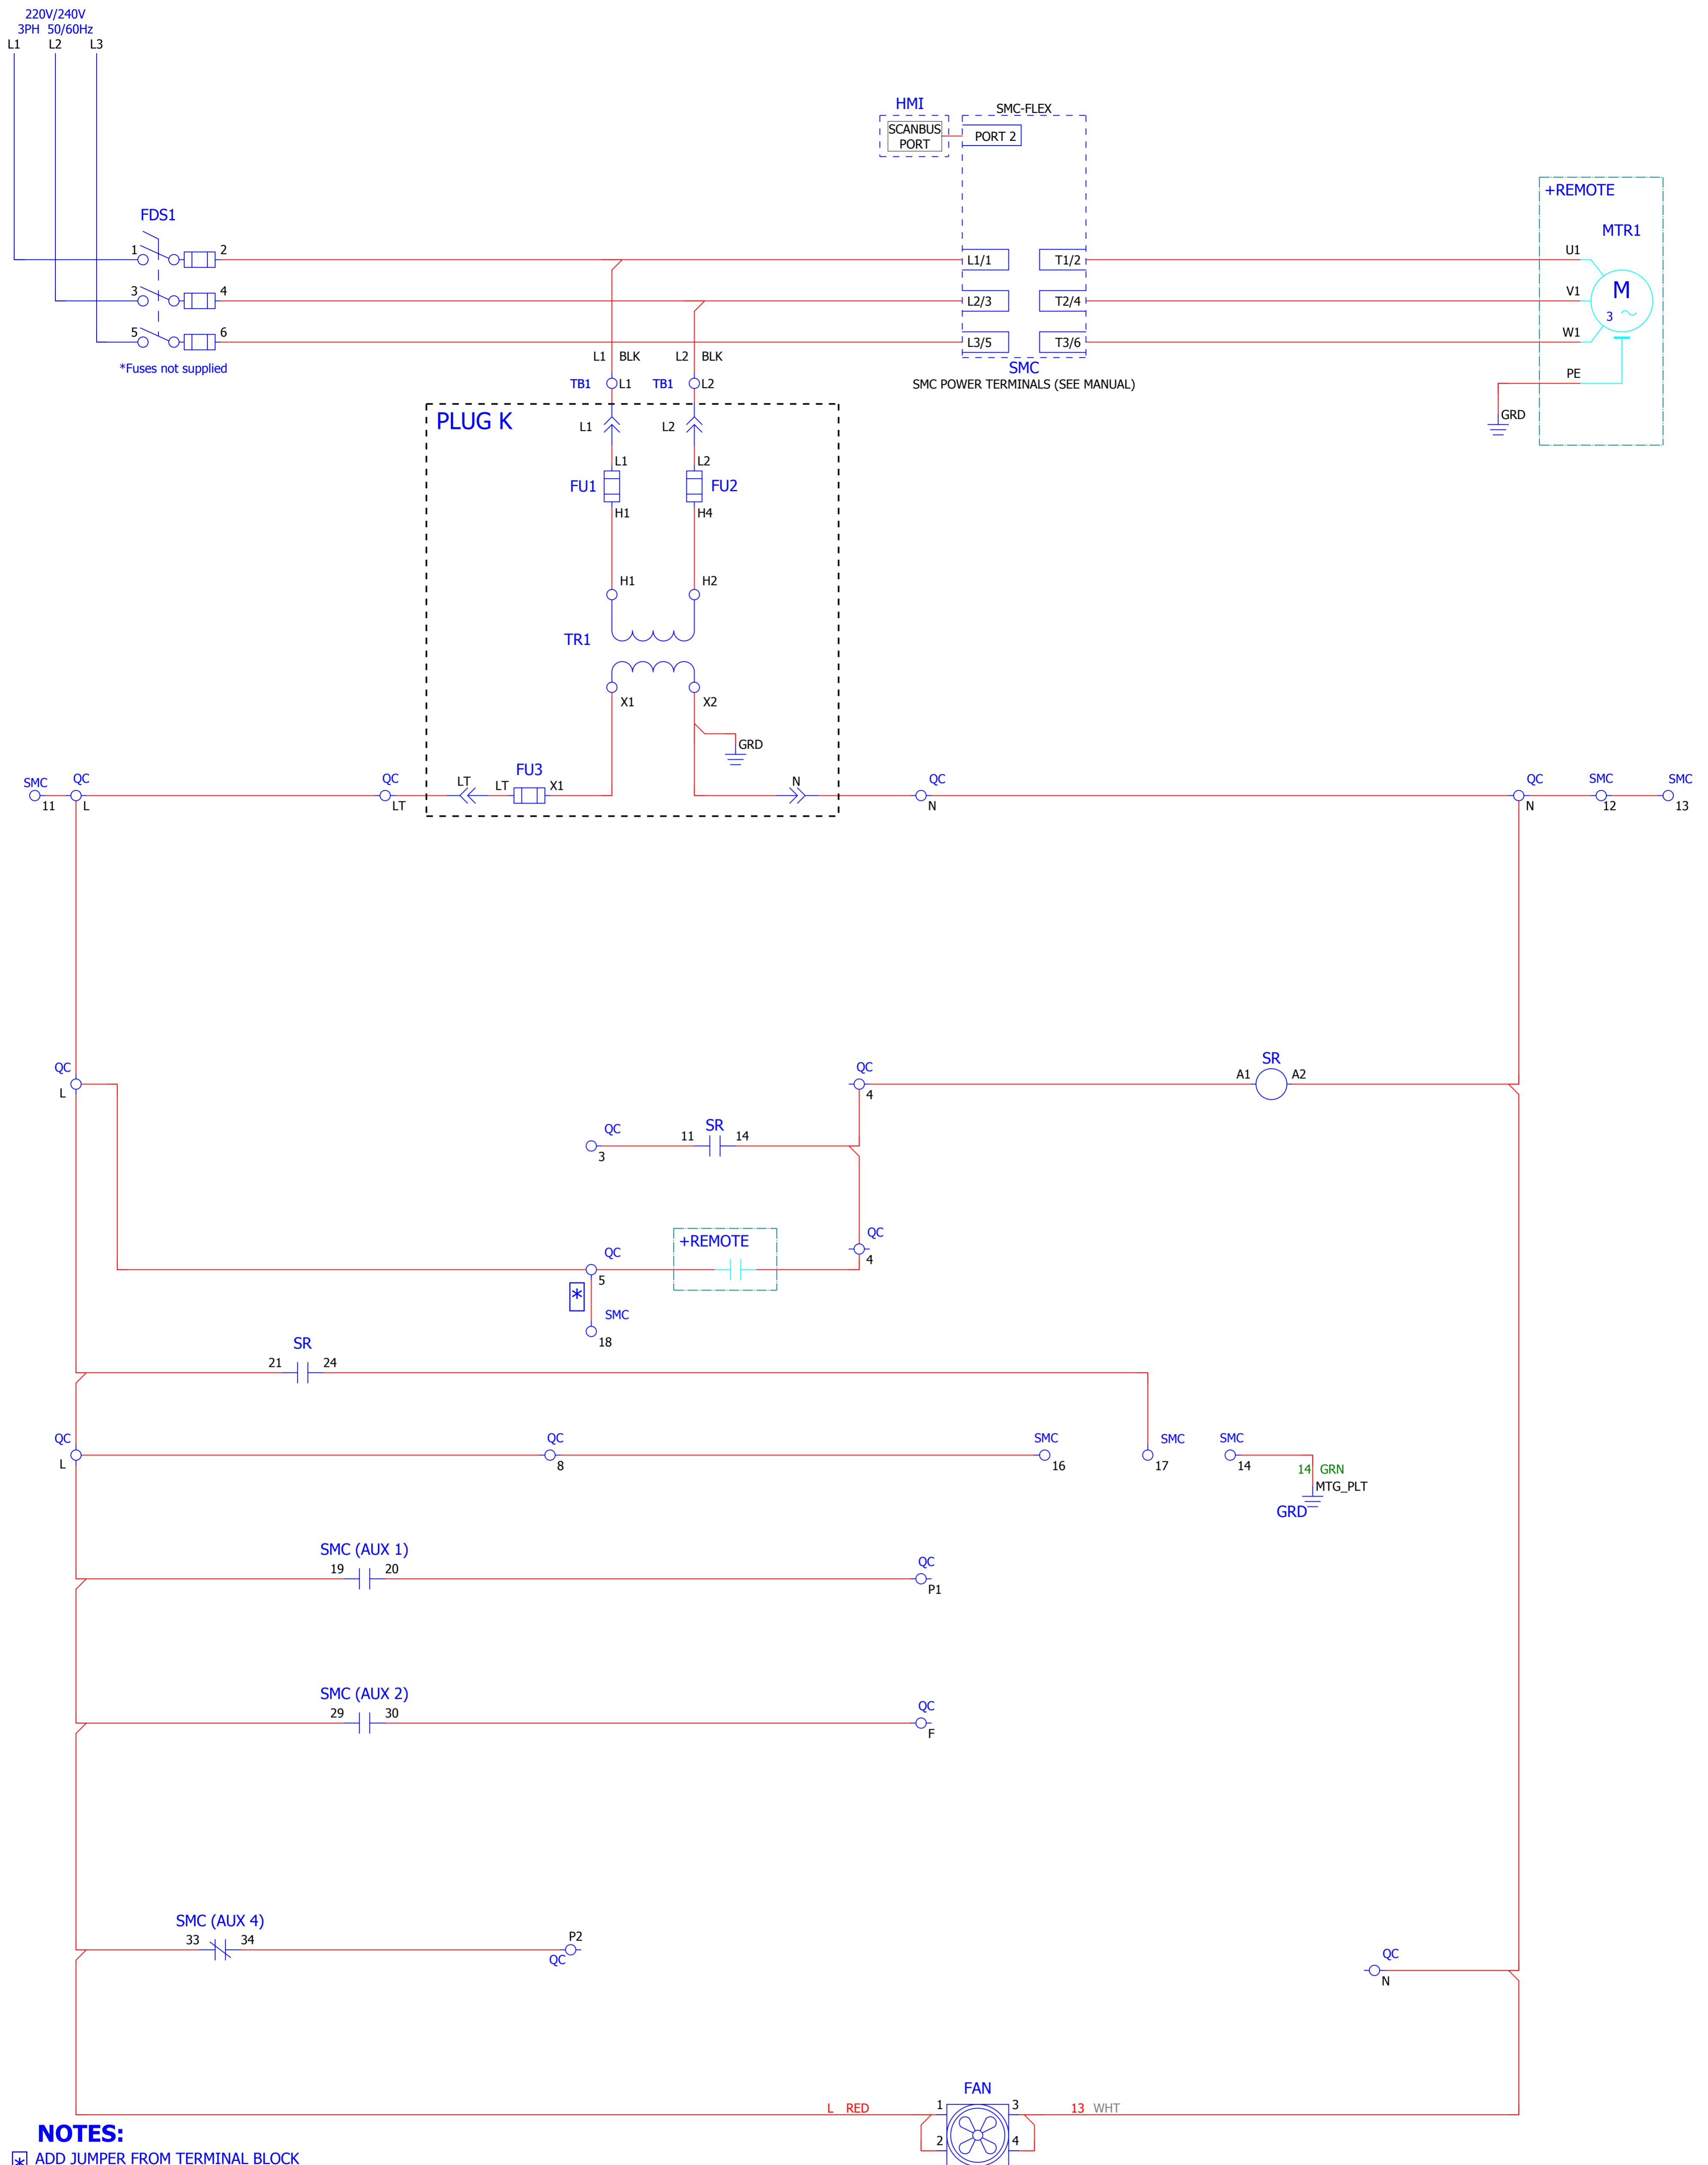 220V/240V
3PH 50/60Hz
L1 L2 L3
HMI
SMC-FLEX
SCANBUS
PORT
PORT 2
+REMOTE
FDS1
MTR1
1 2
L1/1 T1/2
U1
3 4
L2/3 T2/4
V1
M
3
5 6
L3/5 T3/6
W1
*Fuses not supplied
L1 BLK L2 BLK
SMC
PE
TB1 L1 TB1 L2
SMC POWER TERMINALS (SEE MANUAL)
GRD
PLUG K
L1 L2
L1 L2
FU1 FU2
H1 H4
H1 H2
TR1
X1 X2
GRD
FU3
SMC QC QC LT LT X1 N QC QC SMC SMC
11 L LT N N 12 13
QC QC SR
L 4 A1 A2
QC SR
3 11 14
QC
4
+REMOTE
QC
5
*
SMC
18
SR
21 24
QC QC SMC SMC SMC
L 8 16 17 14
14 GRN
MTG_PLT
GRD
SMC (AUX 1)
19 20
QC
P1
SMC (AUX 2)
29 30
QC
F
SMC (AUX 4)
33 34
P2
QC
QC
N
FAN
L RED 1 3 13 WHT
2 4
NOTES:
* ADD JUMPER FROM TERMINAL BLOCK